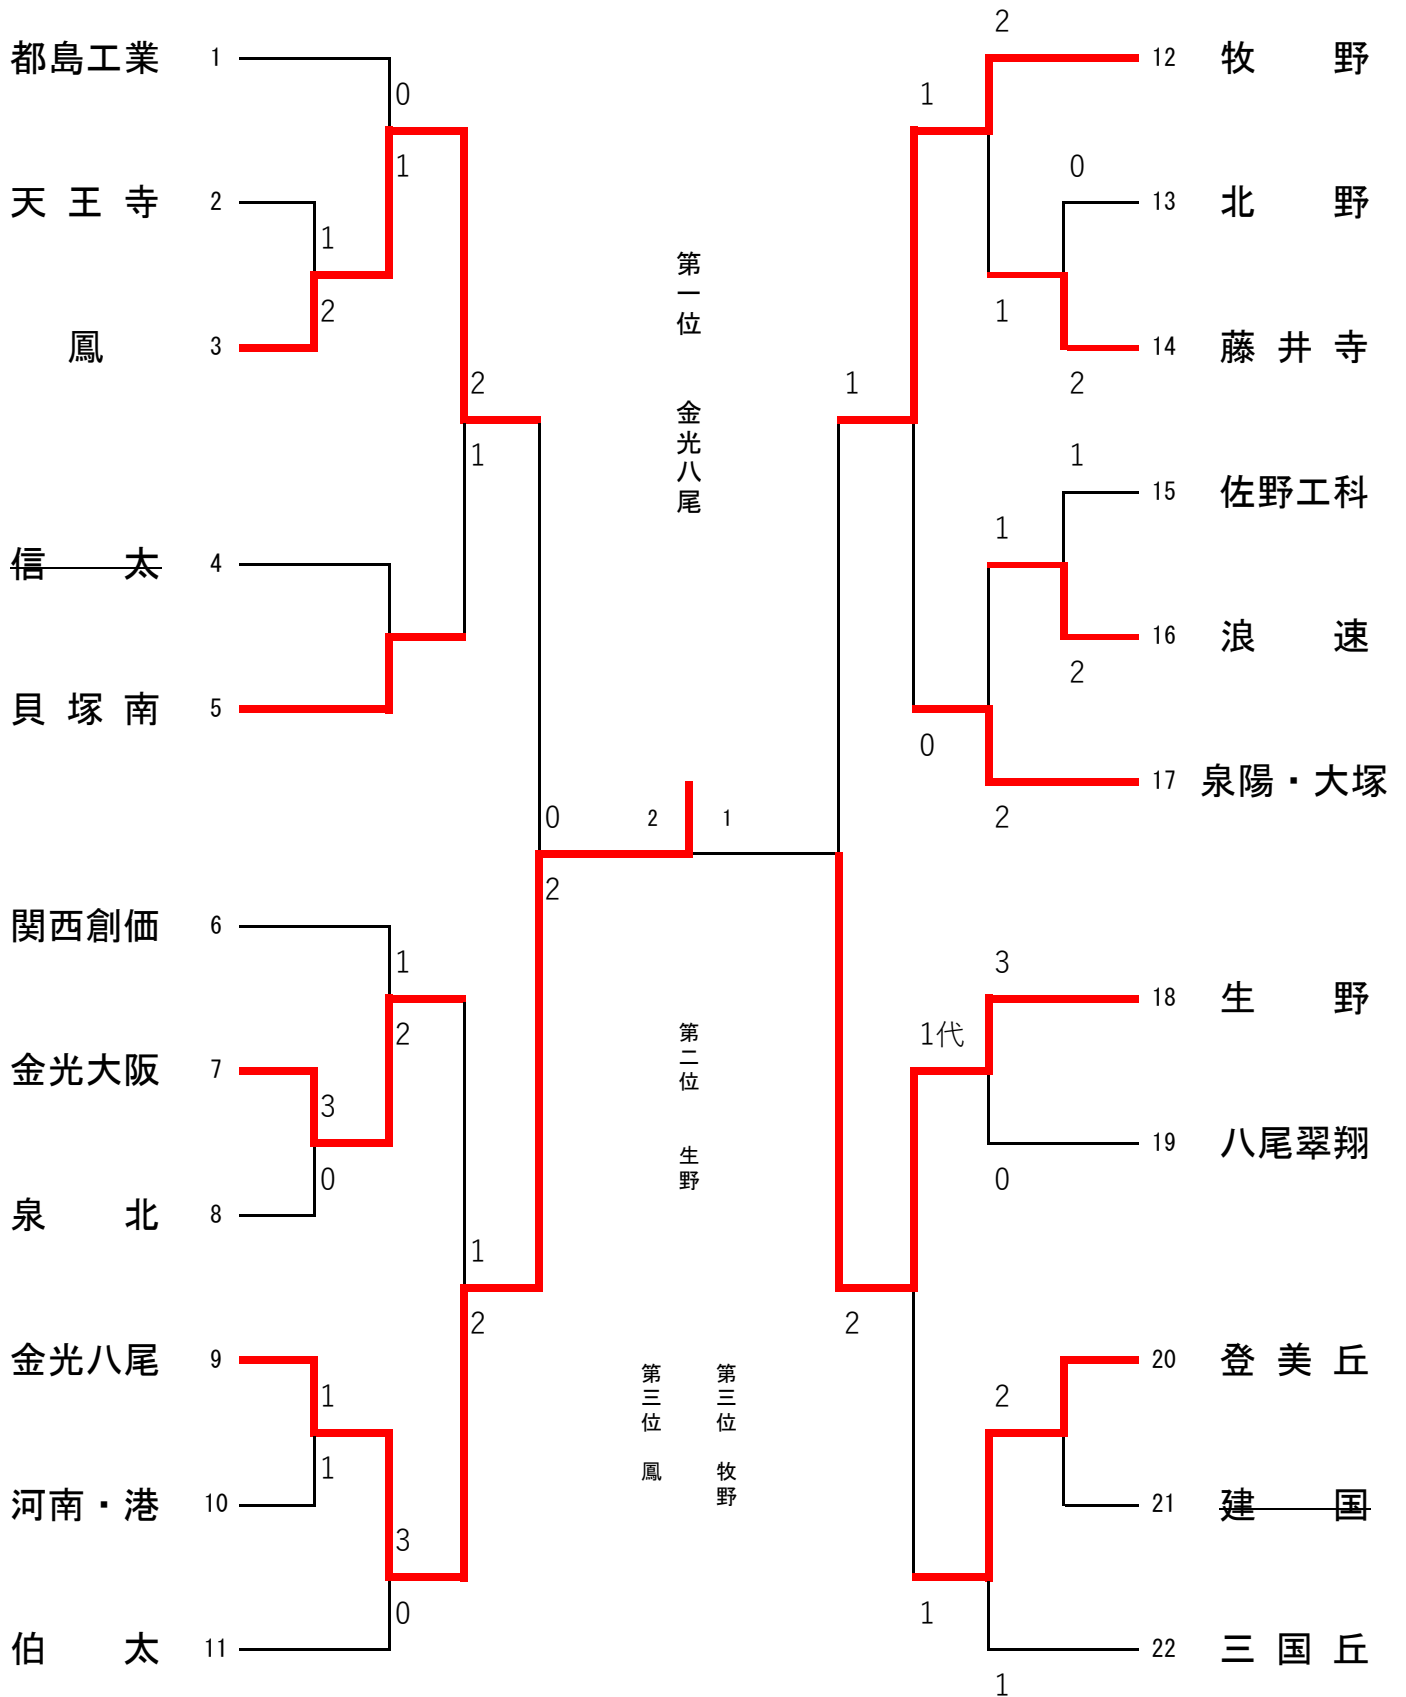 都島工業 1
0
1
天王寺 2
1
2
鳳 3
2
1
信太 4
貝塚南 5
0
2
関西創価 6
1
2
金光大阪 7
3
0
泉北 8
1
2
金光八尾 9
1
1
河南・港 10
3
0
伯太 11
第一位 金光八尾
2 1
第二位 生野
第三位 鳳
第三位 牧野
2
12 牧野
1
0
13 北野
1
14 藤井寺
2
1
1
15 佐野工科
1
16 浪速
2
0
17 泉陽・大塚
2
3
18 生野
1代
19 八尾翠翔
0
2
20 登美丘
2
21 建国
1
22 三国丘
1